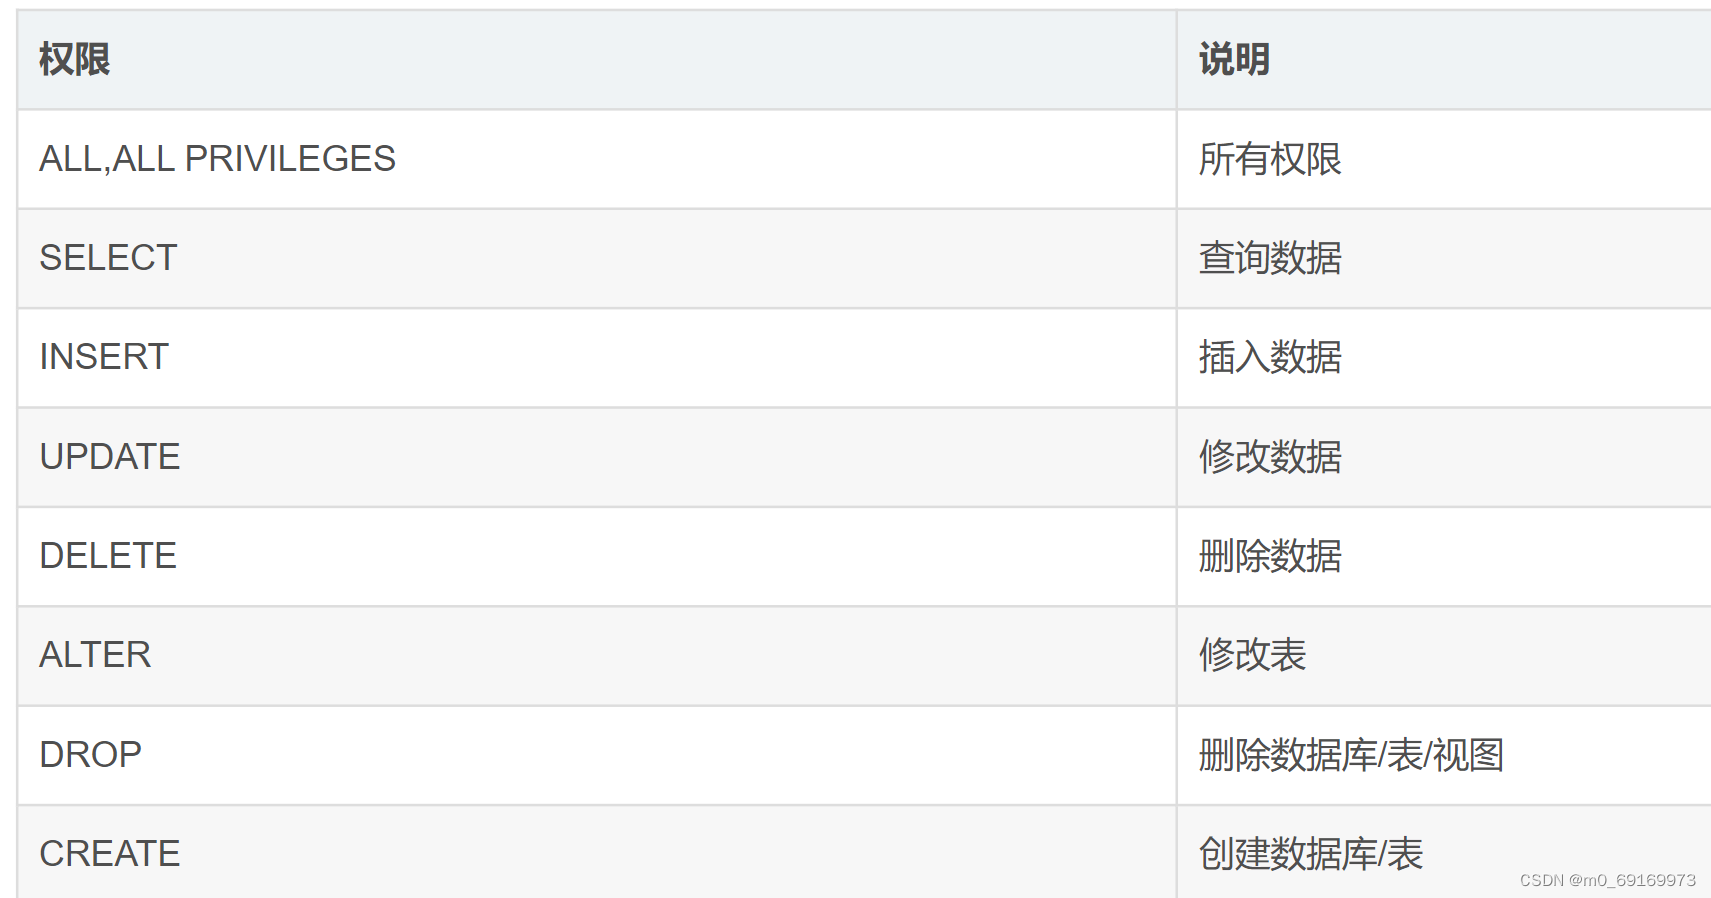 权限 说明
ALL,ALL PRIVILEGES 所有权限
SELECT 查询数据
INSERT 插入数据
UPDATE 修改数据
DELETE 删除数据
ALTER 修改表
DROP 删除数据库/表/视图
CREATE 创建数据库/表
CSDN @m0_69169973